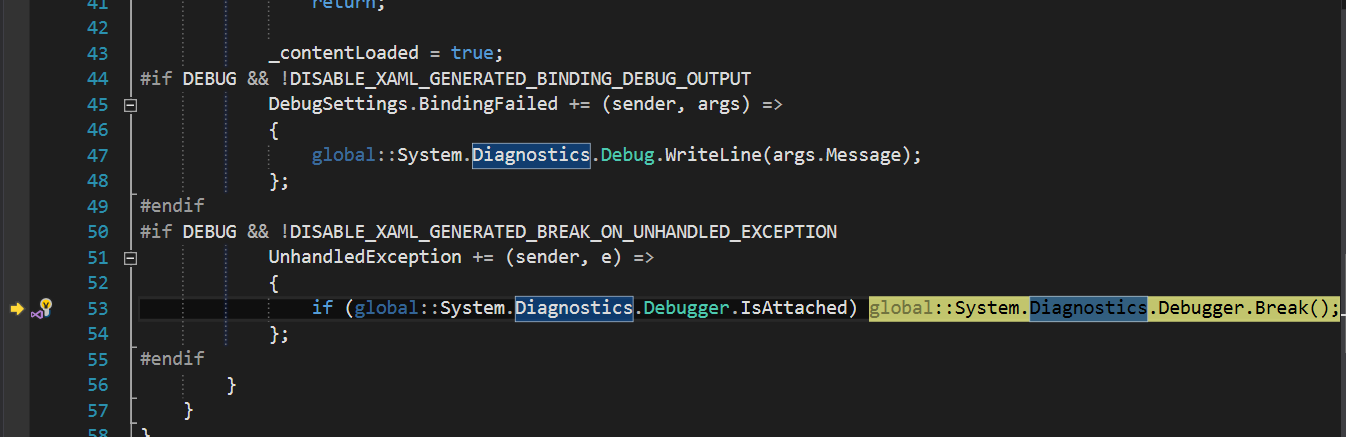 41 return;
42
43 _contentLoaded = true;
44 #if DEBUG && !DISABLE_XAML_GENERATED_BINDING_DEBUG_OUTPUT
45 DebugSettings.BindingFailed += (sender, args) =>
46 {
47 global::System.Diagnostics.Debug.WriteLine(args.Message);
48 };
49 #endif
50 #if DEBUG && !DISABLE_XAML_GENERATED_BREAK_ON_UNHANDLED_EXCEPTION
51 UnhandledException += (sender, e) =>
52 {
53 if (global::System.Diagnostics.Debugger.IsAttached) global::System.Diagnostics.Debugger.Break();
54 };
55 #endif
56 }
57 }
58 }